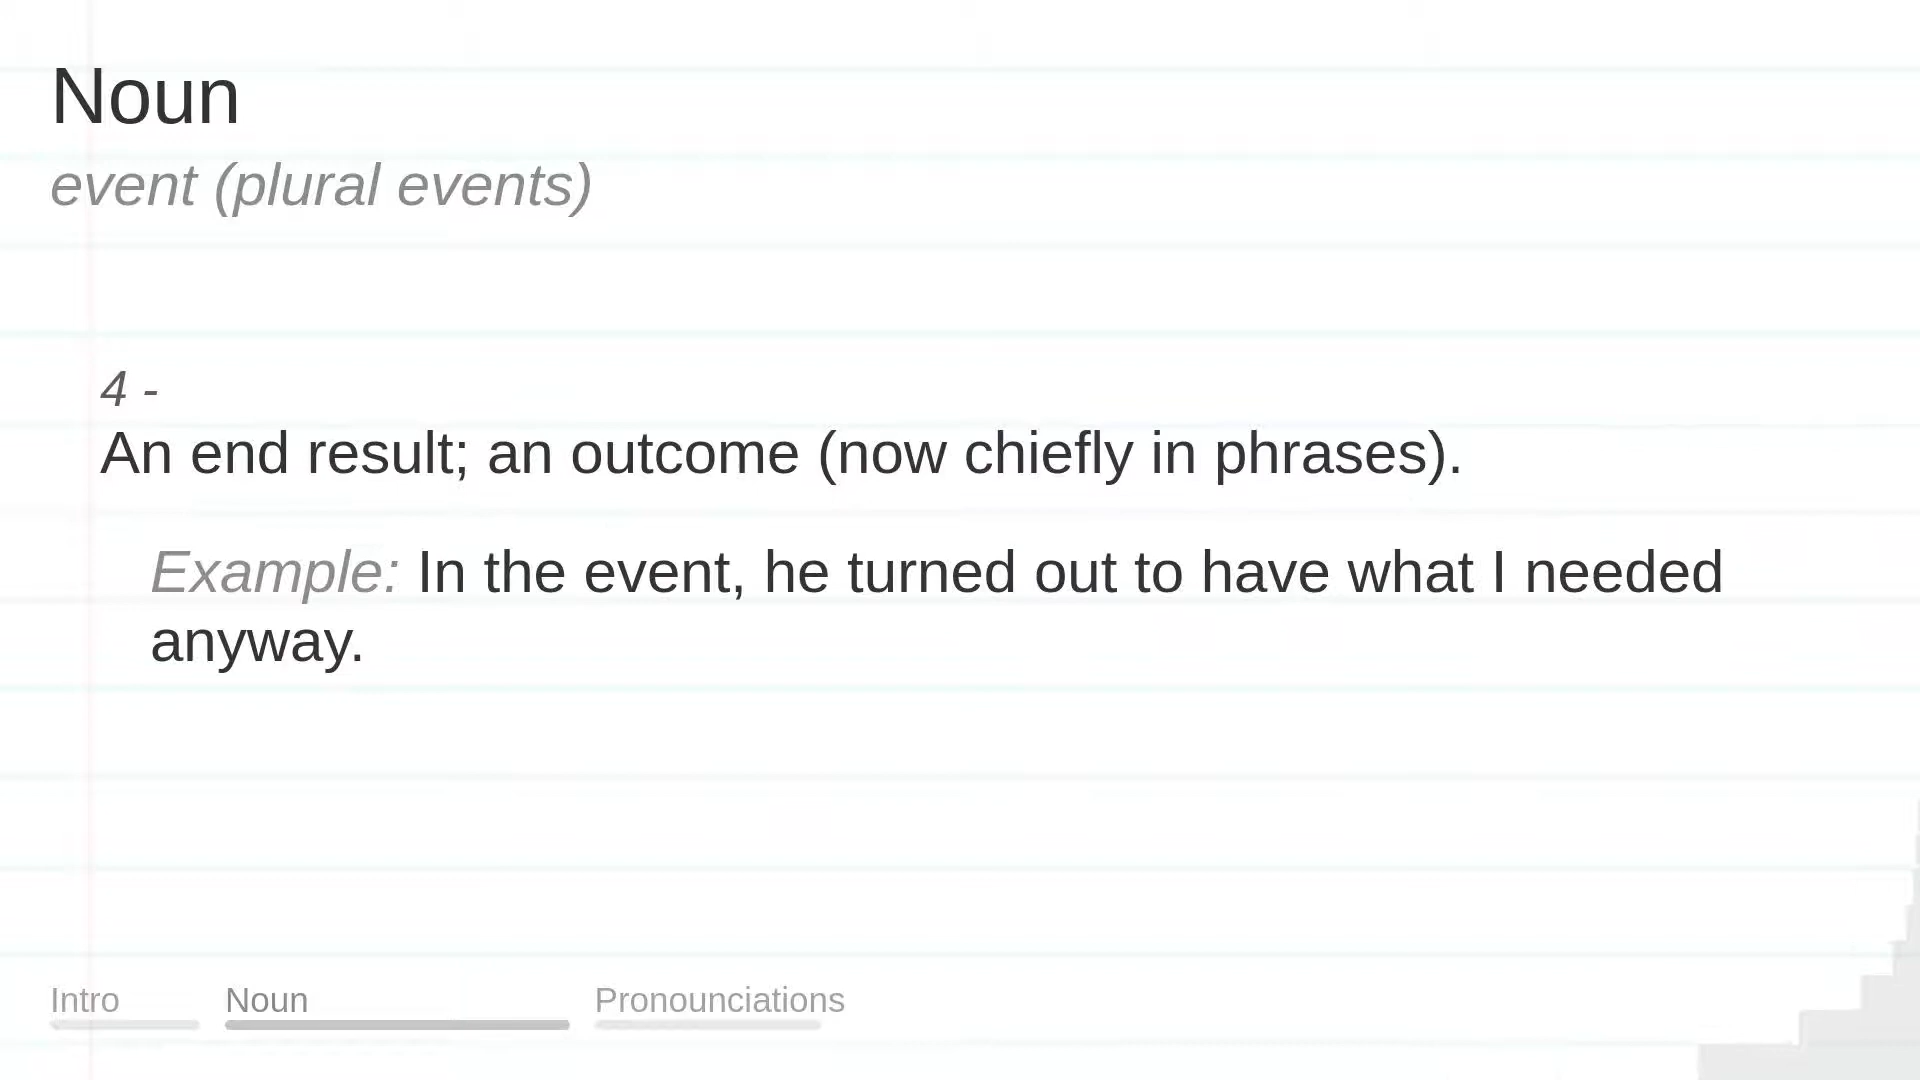 Noun
event (plural events)
4 -
An end result; an outcome (now chiefly in phrases).
Example: In the event, he turned out to have what I needed
anyway.
Intro
Noun
Pronounciations